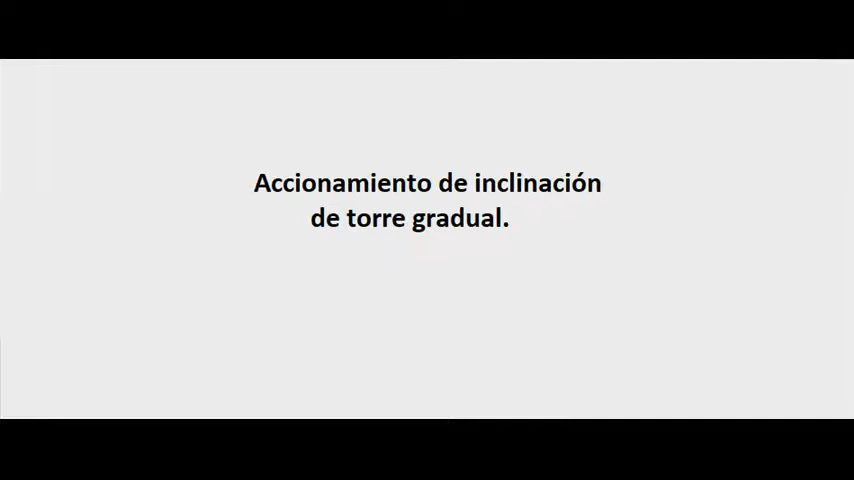 Accionamiento de inclinación
de torre gradual.